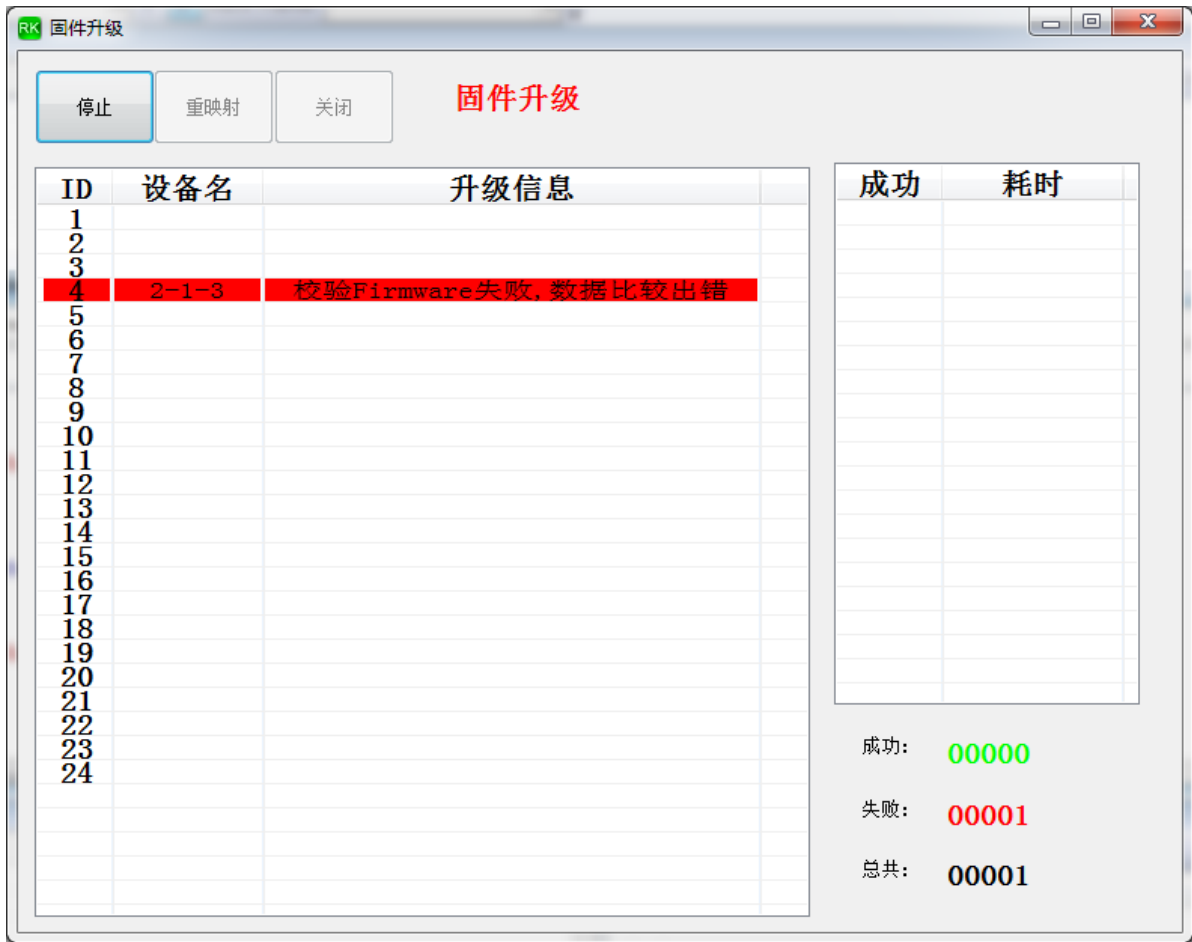 RK 固件升级
停止 重映射 关闭 固件升级
ID 设备名 升级信息
1
2
3
4 2-1-3 校验Firmware失败,数据比较出错
5
6
7
8
9
10
11
12
13
14
15
16
17
18
19
20
21
22
23
24
成功 耗时
成功: 00000
失败: 00001
总共: 00001